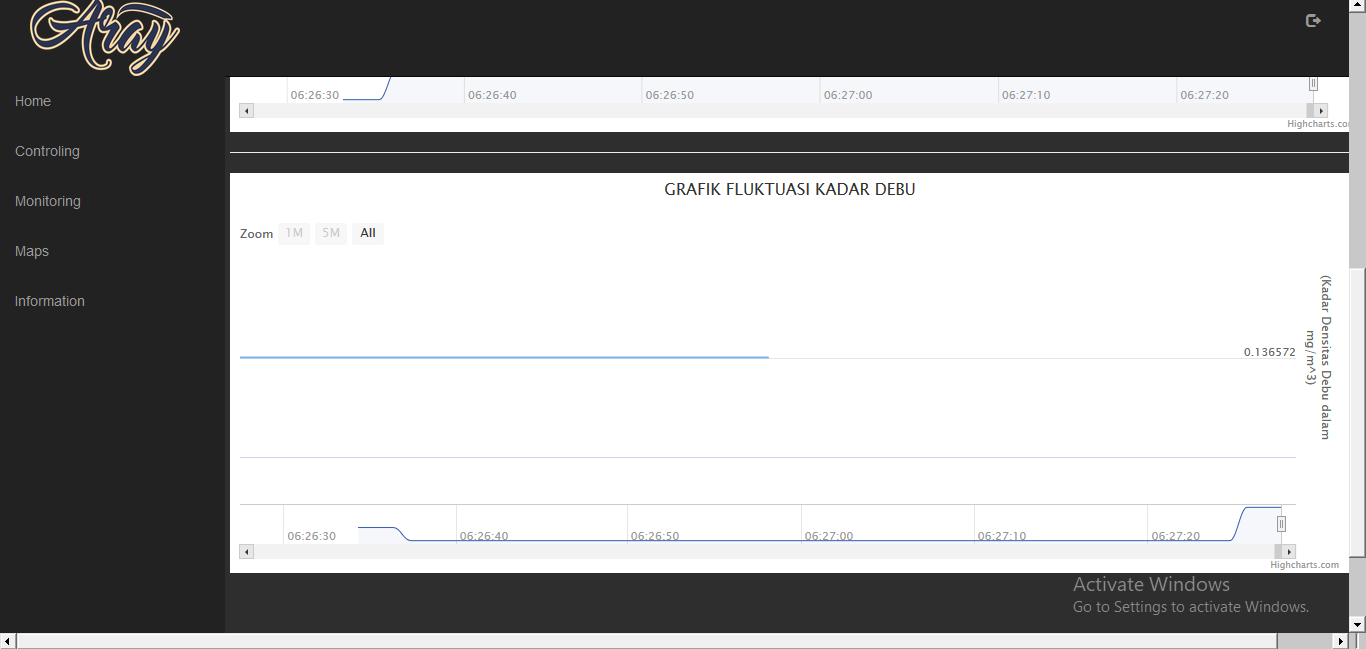 Aray
Home
Controling
Monitoring
Maps
Information
06:26:30 06:26:40 06:26:50 06:27:00 06:27:10 06:27:20
Highcharts.co
GRAFIK FLUKTUASI KADAR DEBU
Zoom 1M 5M All
0.136572
(Kadar Densitas Debu dalam
mg/m^3)
06:26:30 06:26:40 06:26:50 06:27:00 06:27:10 06:27:20
Highcharts.com
Activate Windows
Go to Settings to activate Windows.